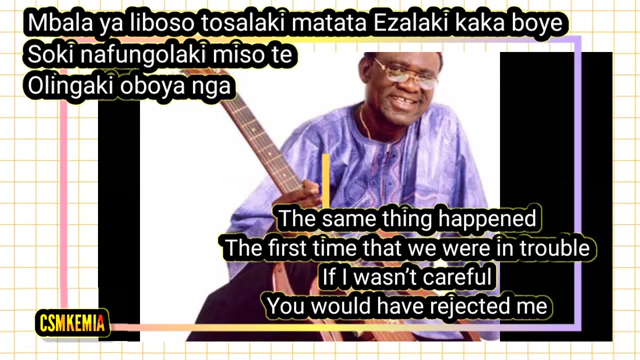 Mbala ya liboso tosalaki matata Ezalaki kaka boye
Soki nafungolaki miso te
Olingaki oboya nga
The same thing happened
The first time that we were in trouble
If I wasn't careful
You would have rejected me
CSMKEMIA